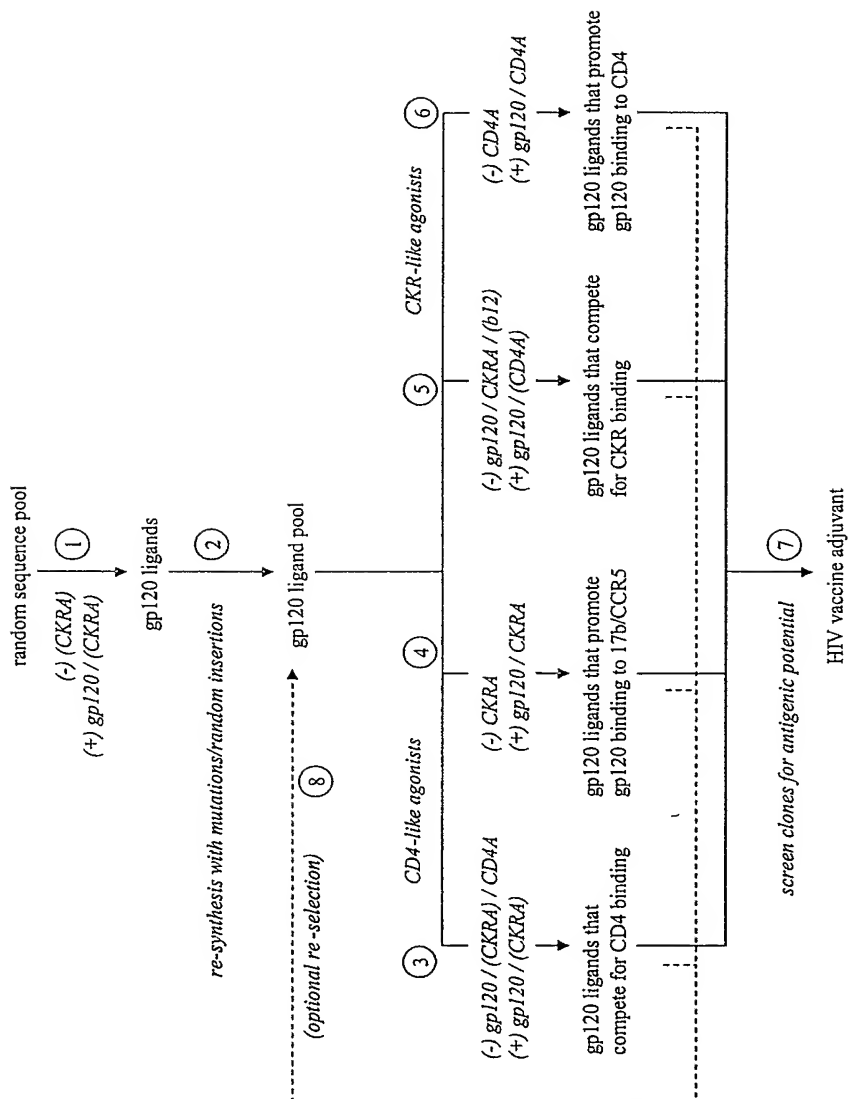 random sequence pool
1
(-) (CKRA)
(+) gp120 / (CKRA)
gp120 ligands
2
re-synthesis with mutations/random insertions
gp120 ligand pool
8
(optional re-selection)
CD4-like agonists
CKR-like agonists
3
(-) gp120 / (CKRA) / CD4A
(+) gp120 / (CKRA)
gp120 ligands that
compete for CD4 binding
4
(-) CKRA
(+) gp120 / CKRA
gp120 ligands that promote
gp120 binding to 17b/CCR5
5
(-) gp120 / CKRA / (b12)
(+) gp120 / (CD4A)
gp120 ligands that compete
for CKR binding
6
(-) CD4A
(+) gp120 / CD4A
gp120 ligands that promote
gp120 binding to CD4
7
screen clones for antigenic potential
HIV vaccine adjuvant